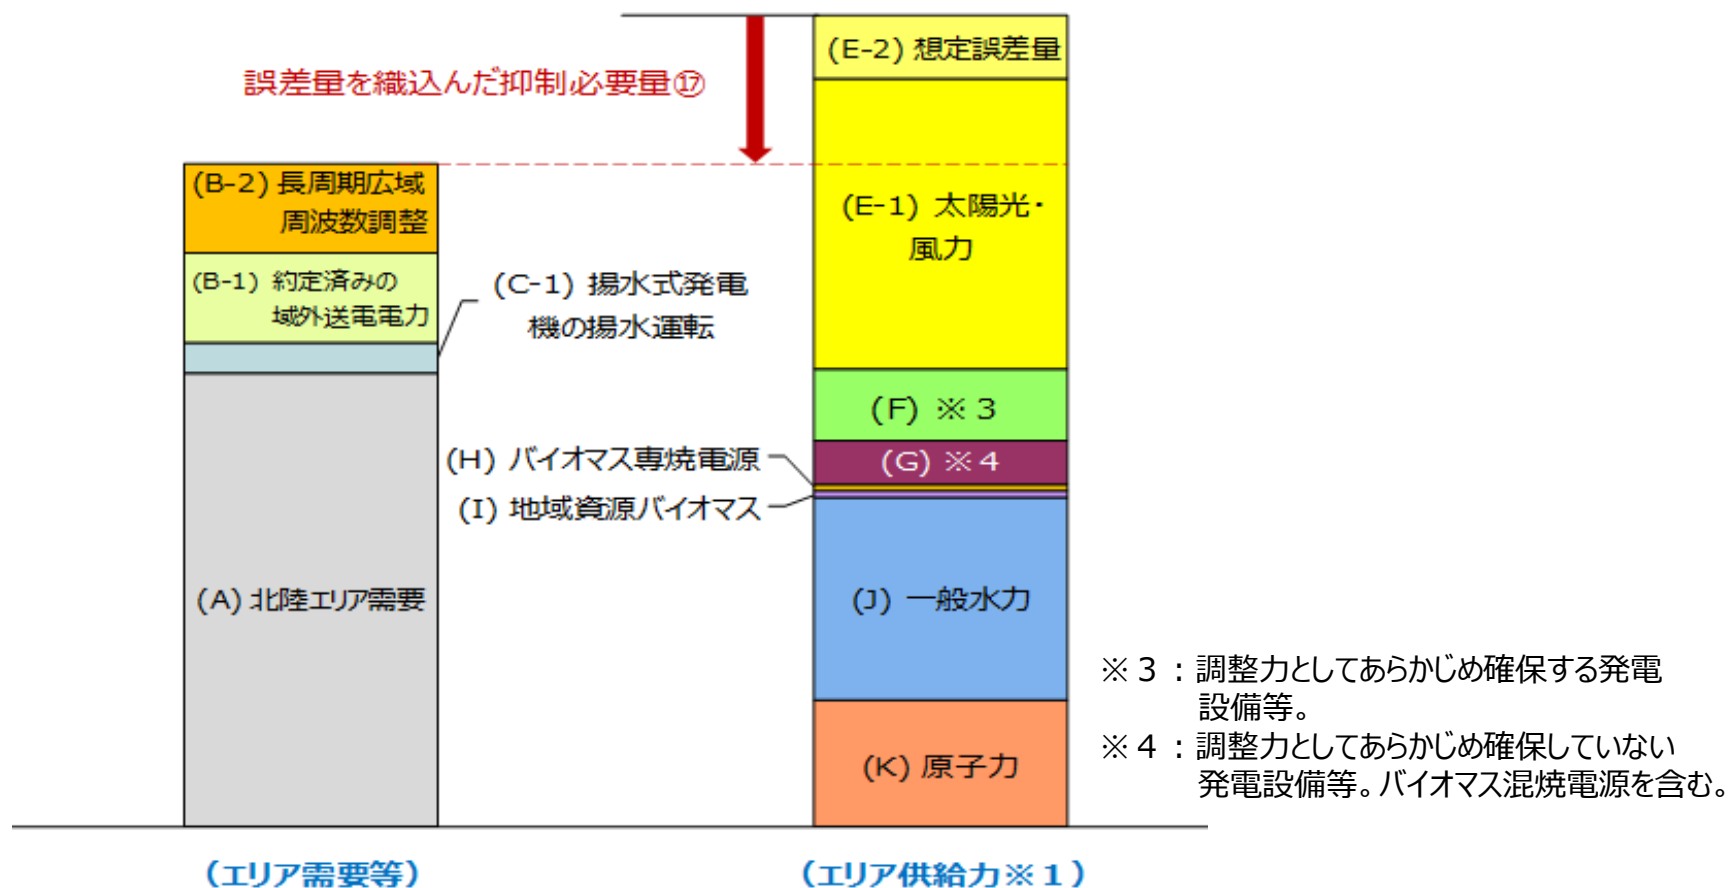 誤差量を織込んだ抑制必要量⑰
(B-2) 長周期広域
周波数調整
(B-1) 約定済みの
域外送電電力
(C-1) 揚水式発電
機の揚水運転
(A) 北陸エリア需要
(エリア需要等)
(E-2) 想定誤差量
(E-1) 太陽光・
風力
(F) ※３
(G) ※４
(H) バイオマス専焼電源
(I) 地域資源バイオマス
(J) 一般水力
(K) 原子力
(エリア供給力※１)
※３：調整力としてあらかじめ確保する発電
設備等。
※４：調整力としてあらかじめ確保していない
発電設備等。バイオマス混焼電源を含む。